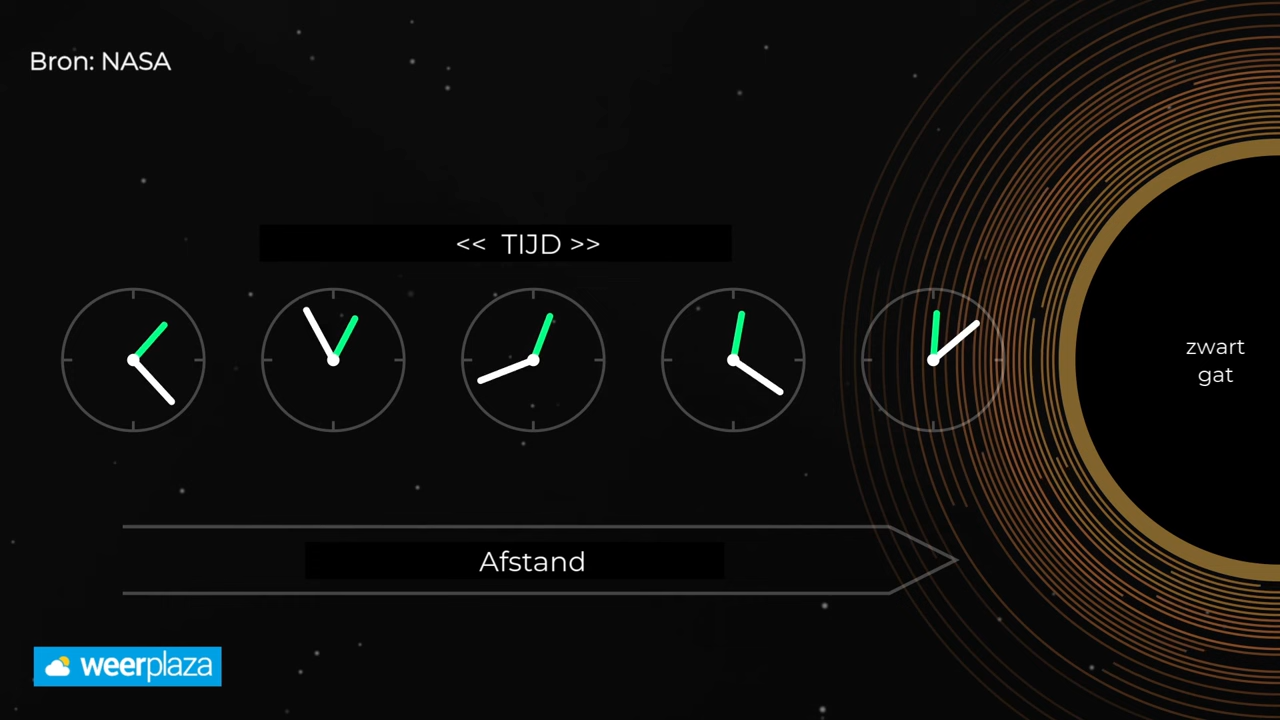 Bron: NASA
<< TIJD >>
zwart
gat
Afstand
weerplaza